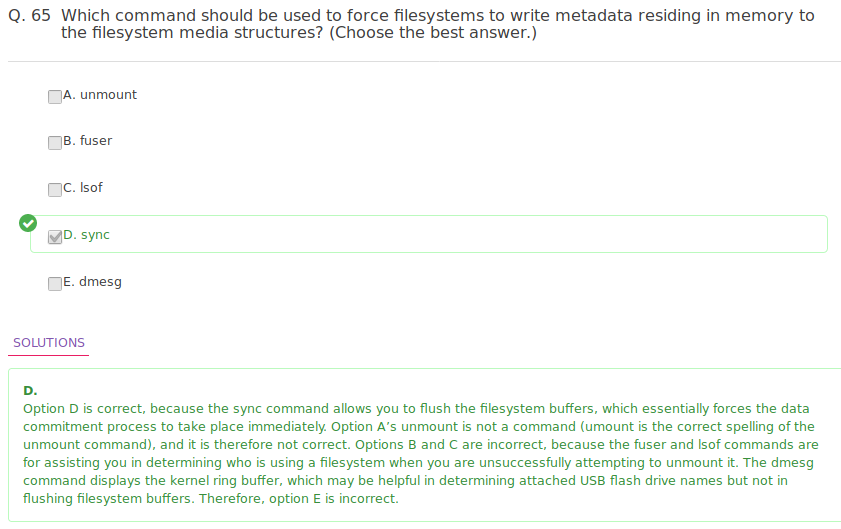 Q. 65 Which command should be used to force filesystems to write metadata residing in memory to
the filesystem media structures? (Choose the best answer.)
A. unmount
B. fuser
C. lsof
D. sync
E. dmesg
SOLUTIONS
D.
Option D is correct, because the sync command allows you to flush the filesystem buffers, which essentially forces the data
commitment process to take place immediately. Option A's unmount is not a command (umount is the correct spelling of the
unmount command), and it is therefore not correct. Options B and C are incorrect, because the fuser and lsof commands are
for assisting you in determining who is using a filesystem when you are unsuccessfully attempting to unmount it. The dmesg
command displays the kernel ring buffer, which may be helpful in determining attached USB flash drive names but not in
flushing filesystem buffers. Therefore, option E is incorrect.